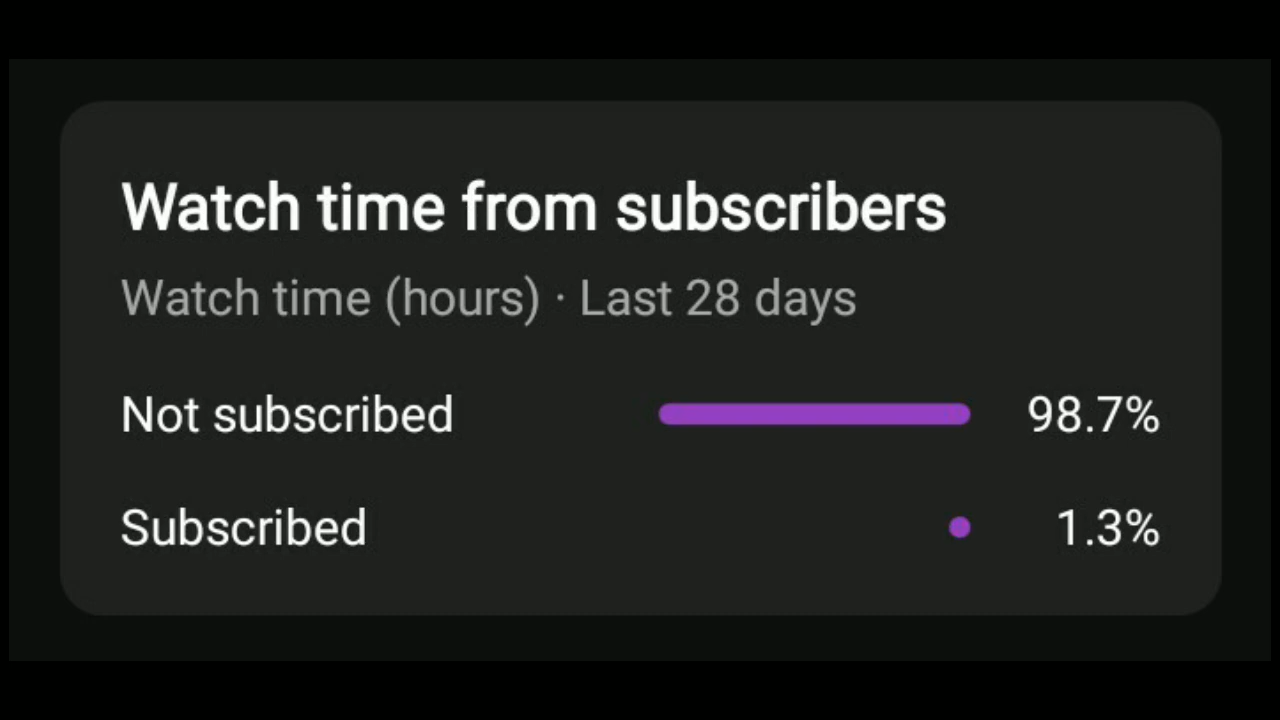 Watch time from subscribers
Watch time (hours) · Last 28 days
Not subscribed 98.7%
Subscribed 1.3%